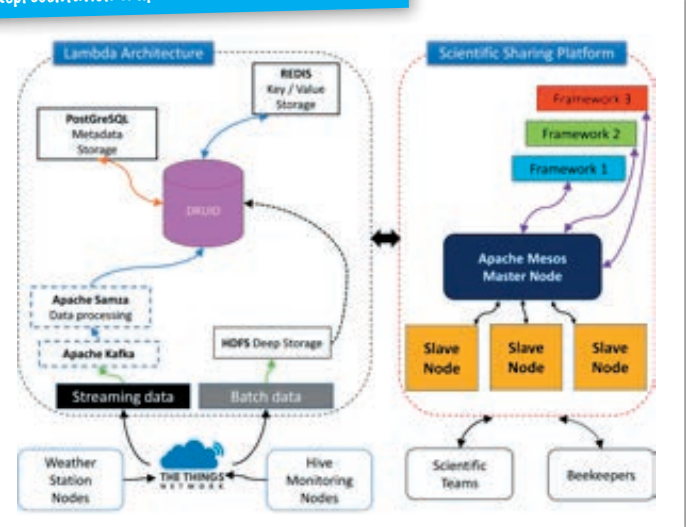 Lambda Architecture
REDIS
Key / Value
Storage
PostGreSQL
Metadata
Storage
DRUID
Apache Samza
Data processing
Apache Kafka
HDFS Deep Storage
Streaming data
Batch data
Weather
Station
Nodes
THE THINGS
NETWORK
Hive
Monitoring
Nodes
Scientific Sharing Platform
Framework 3
Framework 2
Framework 1
Apache Mesos
Master Node
Slave
Node
Slave
Node
Slave
Node
Scientific
Teams
Beekeepers